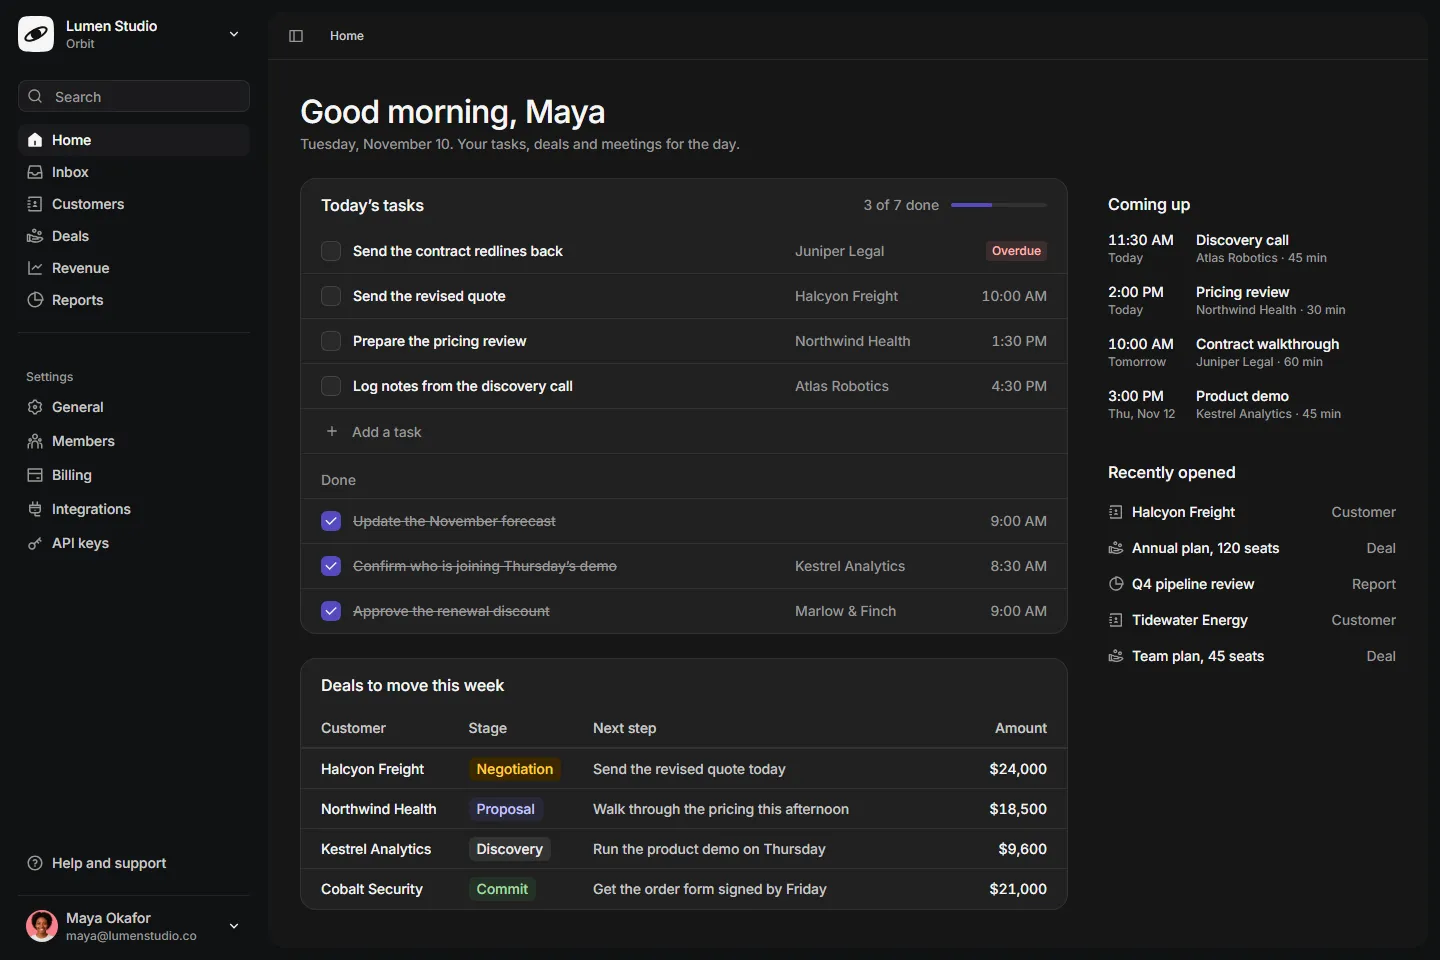 Lumen Studio
Orbit
Search
Home
Inbox
Customers
Deals
Revenue
Reports
Settings
General
Members
Billing
Integrations
API keys
Help and support
Maya Okafor
maya@lumenstudio.co
Home
Good morning, Maya
Tuesday, November 10. Your tasks, deals and meetings for the day.
Today’s tasks 3 of 7 done
Send the contract redlines back Juniper Legal Overdue
Send the revised quote Halcyon Freight 10:00 AM
Prepare the pricing review Northwind Health 1:30 PM
Log notes from the discovery call Atlas Robotics 4:30 PM
Add a task
Done
Update the November forecast 9:00 AM
Confirm who is joining Thursday’s demo Kestrel Analytics 8:30 AM
Approve the renewal discount Marlow & Finch 9:00 AM
Deals to move this week
Customer Stage Next step Amount
Halcyon Freight Negotiation Send the revised quote today $24,000
Northwind Health Proposal Walk through the pricing this afternoon $18,500
Kestrel Analytics Discovery Run the product demo on Thursday $9,600
Cobalt Security Commit Get the order form signed by Friday $21,000
Coming up
11:30 AM Discovery call
Today Atlas Robotics · 45 min
2:00 PM Pricing review
Today Northwind Health · 30 min
10:00 AM Contract walkthrough
Tomorrow Juniper Legal · 60 min
3:00 PM Product demo
Thu, Nov 12 Kestrel Analytics · 45 min
Recently opened
Halcyon Freight Customer
Annual plan, 120 seats Deal
Q4 pipeline review Report
Tidewater Energy Customer
Team plan, 45 seats Deal